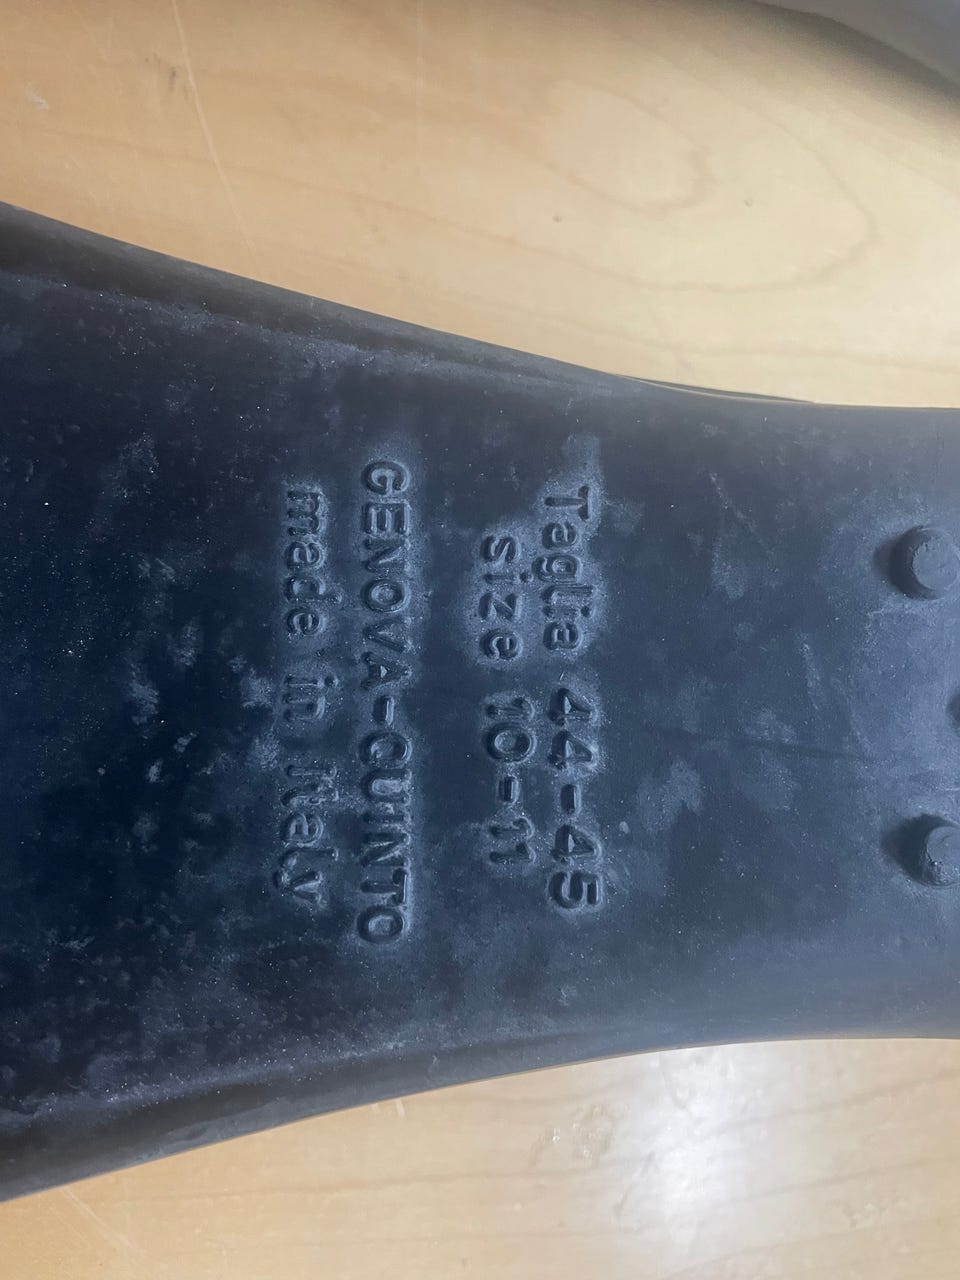 Taglia 44-45
size 10-11
GENOVA-QUINTO
made in Italy